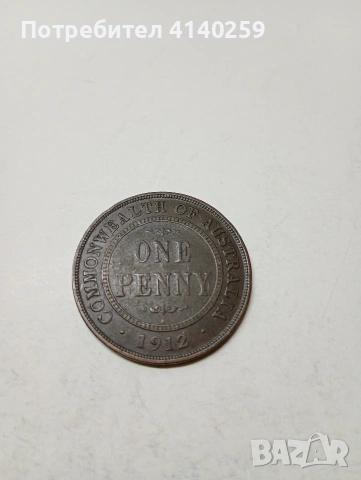 Потребител 4140259
COMMONWEALTH OF AUSTRALIA
ONE
PENNY
· 1912 ·
BAZAR